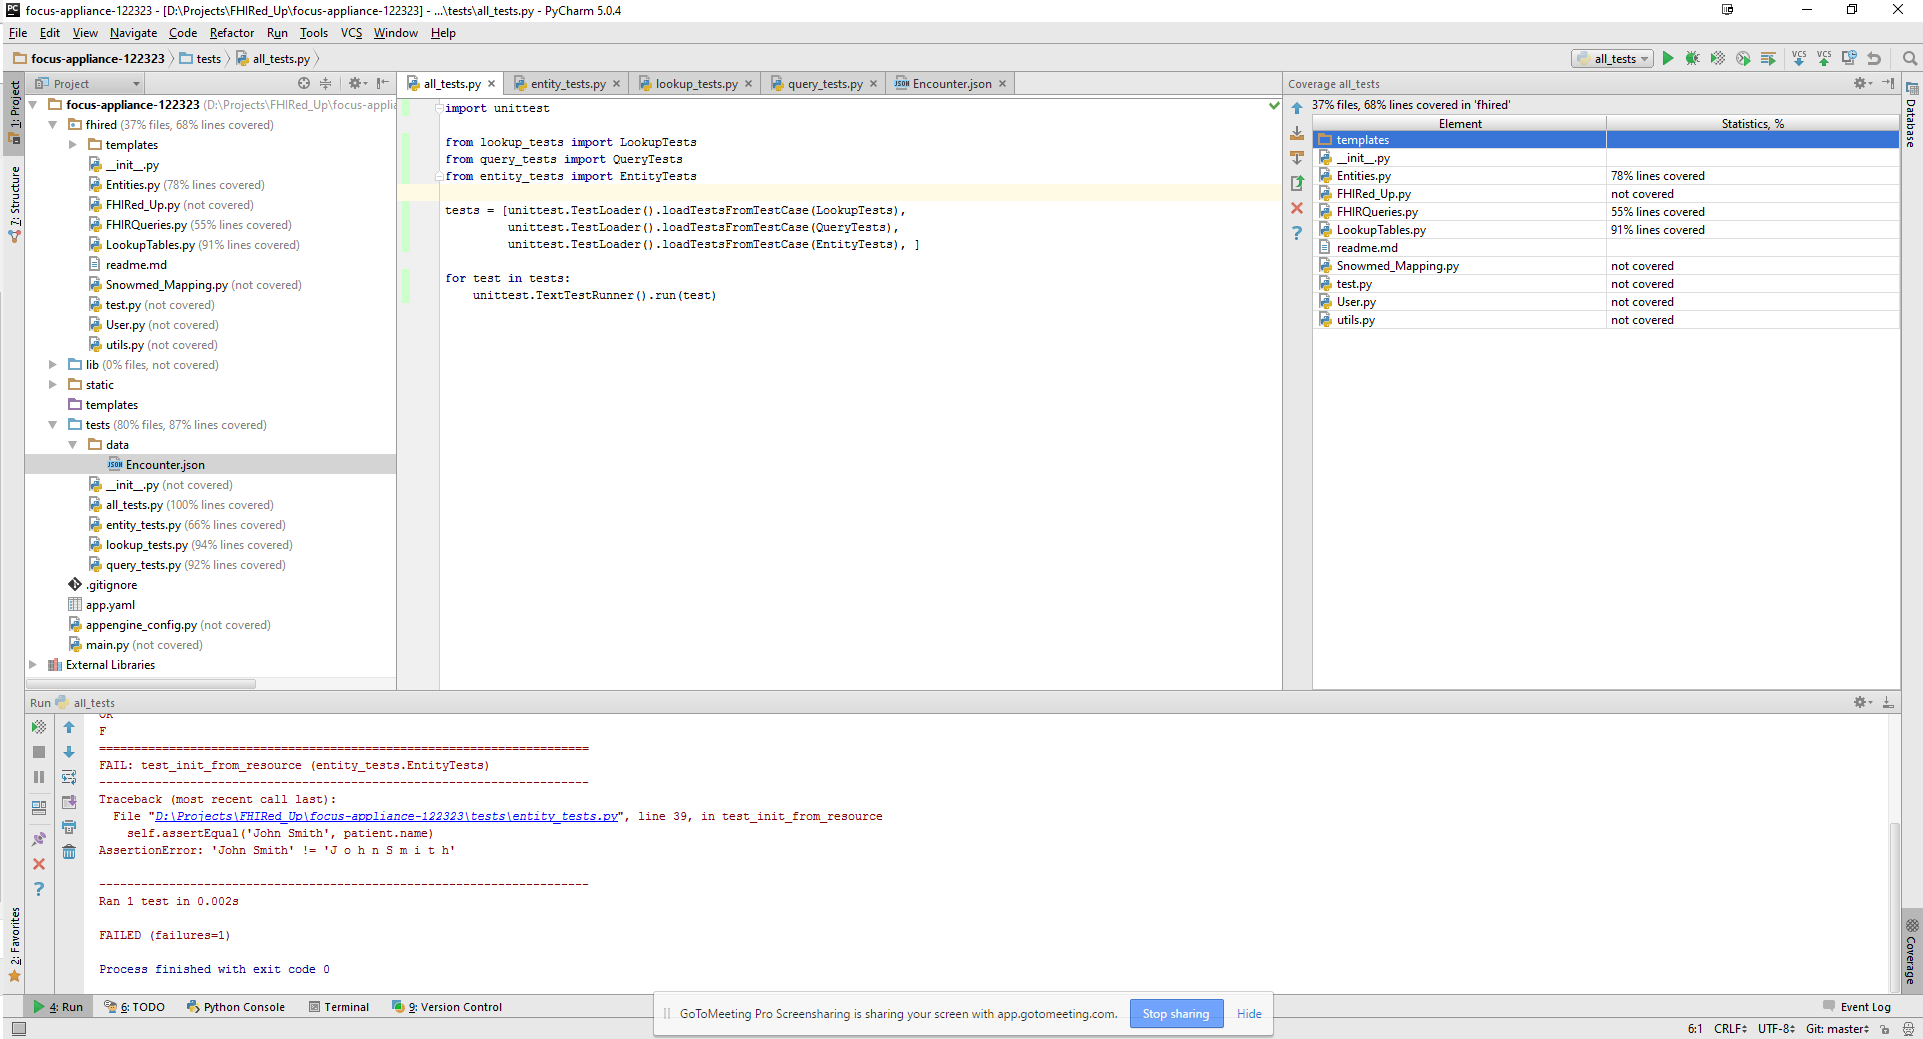 focus-appliance-122323 - [D:\Projects\FHIRed_Up\focus-appliance-122323] - ...\tests\all_tests.py - PyCharm 5.0.4
File Edit View Navigate Code Refactor Run Tools VCS Window Help
focus-appliance-122323 tests all_tests.py
all_tests
VCS VCS
1: Project
7: Structure
2: Favorites
Project
focus-appliance-122323 (D:\Projects\FHIRed_Up\focus-appli
fhired (37% files, 68% lines covered)
templates
__init__.py
Entities.py (78% lines covered)
FHIRed_Up.py (not covered)
FHIRQueries.py (55% lines covered)
LookupTables.py (91% lines covered)
readme.md
Snowmed_Mapping.py (not covered)
test.py (not covered)
User.py (not covered)
utils.py (not covered)
lib (0% files, not covered)
static
templates
tests (80% files, 87% lines covered)
data
Encounter.json
__init__.py (not covered)
all_tests.py (100% lines covered)
entity_tests.py (66% lines covered)
lookup_tests.py (94% lines covered)
query_tests.py (92% lines covered)
.gitignore
app.yaml
appengine_config.py (not covered)
main.py (not covered)
External Libraries
all_tests.py entity_tests.py lookup_tests.py query_tests.py Encounter.json
import unittest
from lookup_tests import LookupTests
from query_tests import QueryTests
from entity_tests import EntityTests
tests = [unittest.TestLoader().loadTestsFromTestCase(LookupTests),
unittest.TestLoader().loadTestsFromTestCase(QueryTests),
unittest.TestLoader().loadTestsFromTestCase(EntityTests), ]
for test in tests:
unittest.TextTestRunner().run(test)
Coverage all_tests
37% files, 68% lines covered in 'fhired'
Element Statistics, %
templates
__init__.py
Entities.py 78% lines covered
FHIRed_Up.py not covered
FHIRQueries.py 55% lines covered
LookupTables.py 91% lines covered
readme.md
Snowmed_Mapping.py not covered
test.py not covered
User.py not covered
utils.py not covered
Database
Coverage
Run all_tests
OK
F
======================================================================
FAIL: test_init_from_resource (entity_tests.EntityTests)
----------------------------------------------------------------------
Traceback (most recent call last):
File "D:\Projects\FHIRed_Up\focus-appliance-122323\tests\entity_tests.py", line 39, in test_init_from_resource
self.assertEqual('John Smith', patient.name)
AssertionError: 'John Smith' != 'J o h n S m i t h'
----------------------------------------------------------------------
Ran 1 test in 0.002s
FAILED (failures=1)
Process finished with exit code 0
4: Run 6: TODO Python Console Terminal 9: Version Control
GoToMeeting Pro Screensharing is sharing your screen with app.gotomeeting.com. Stop sharing Hide
Event Log
6:1 CRLF UTF-8 Git: master